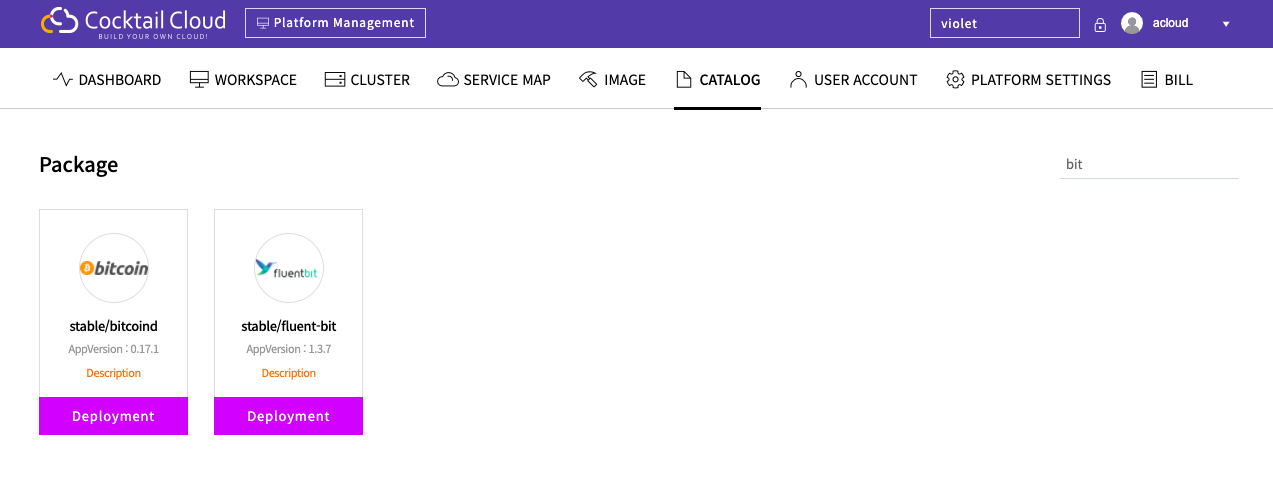 Cocktail Cloud
BUILD YOUR OWN CLOUD!
Platform Management
violet
acloud
DASHBOARD WORKSPACE CLUSTER SERVICE MAP IMAGE CATALOG USER ACCOUNT PLATFORM SETTINGS BILL
Package
bit
bitcoin
stable/bitcoind
AppVersion : 0.17.1
Description
Deployment
fluentbit
stable/fluent-bit
AppVersion : 1.3.7
Description
Deployment